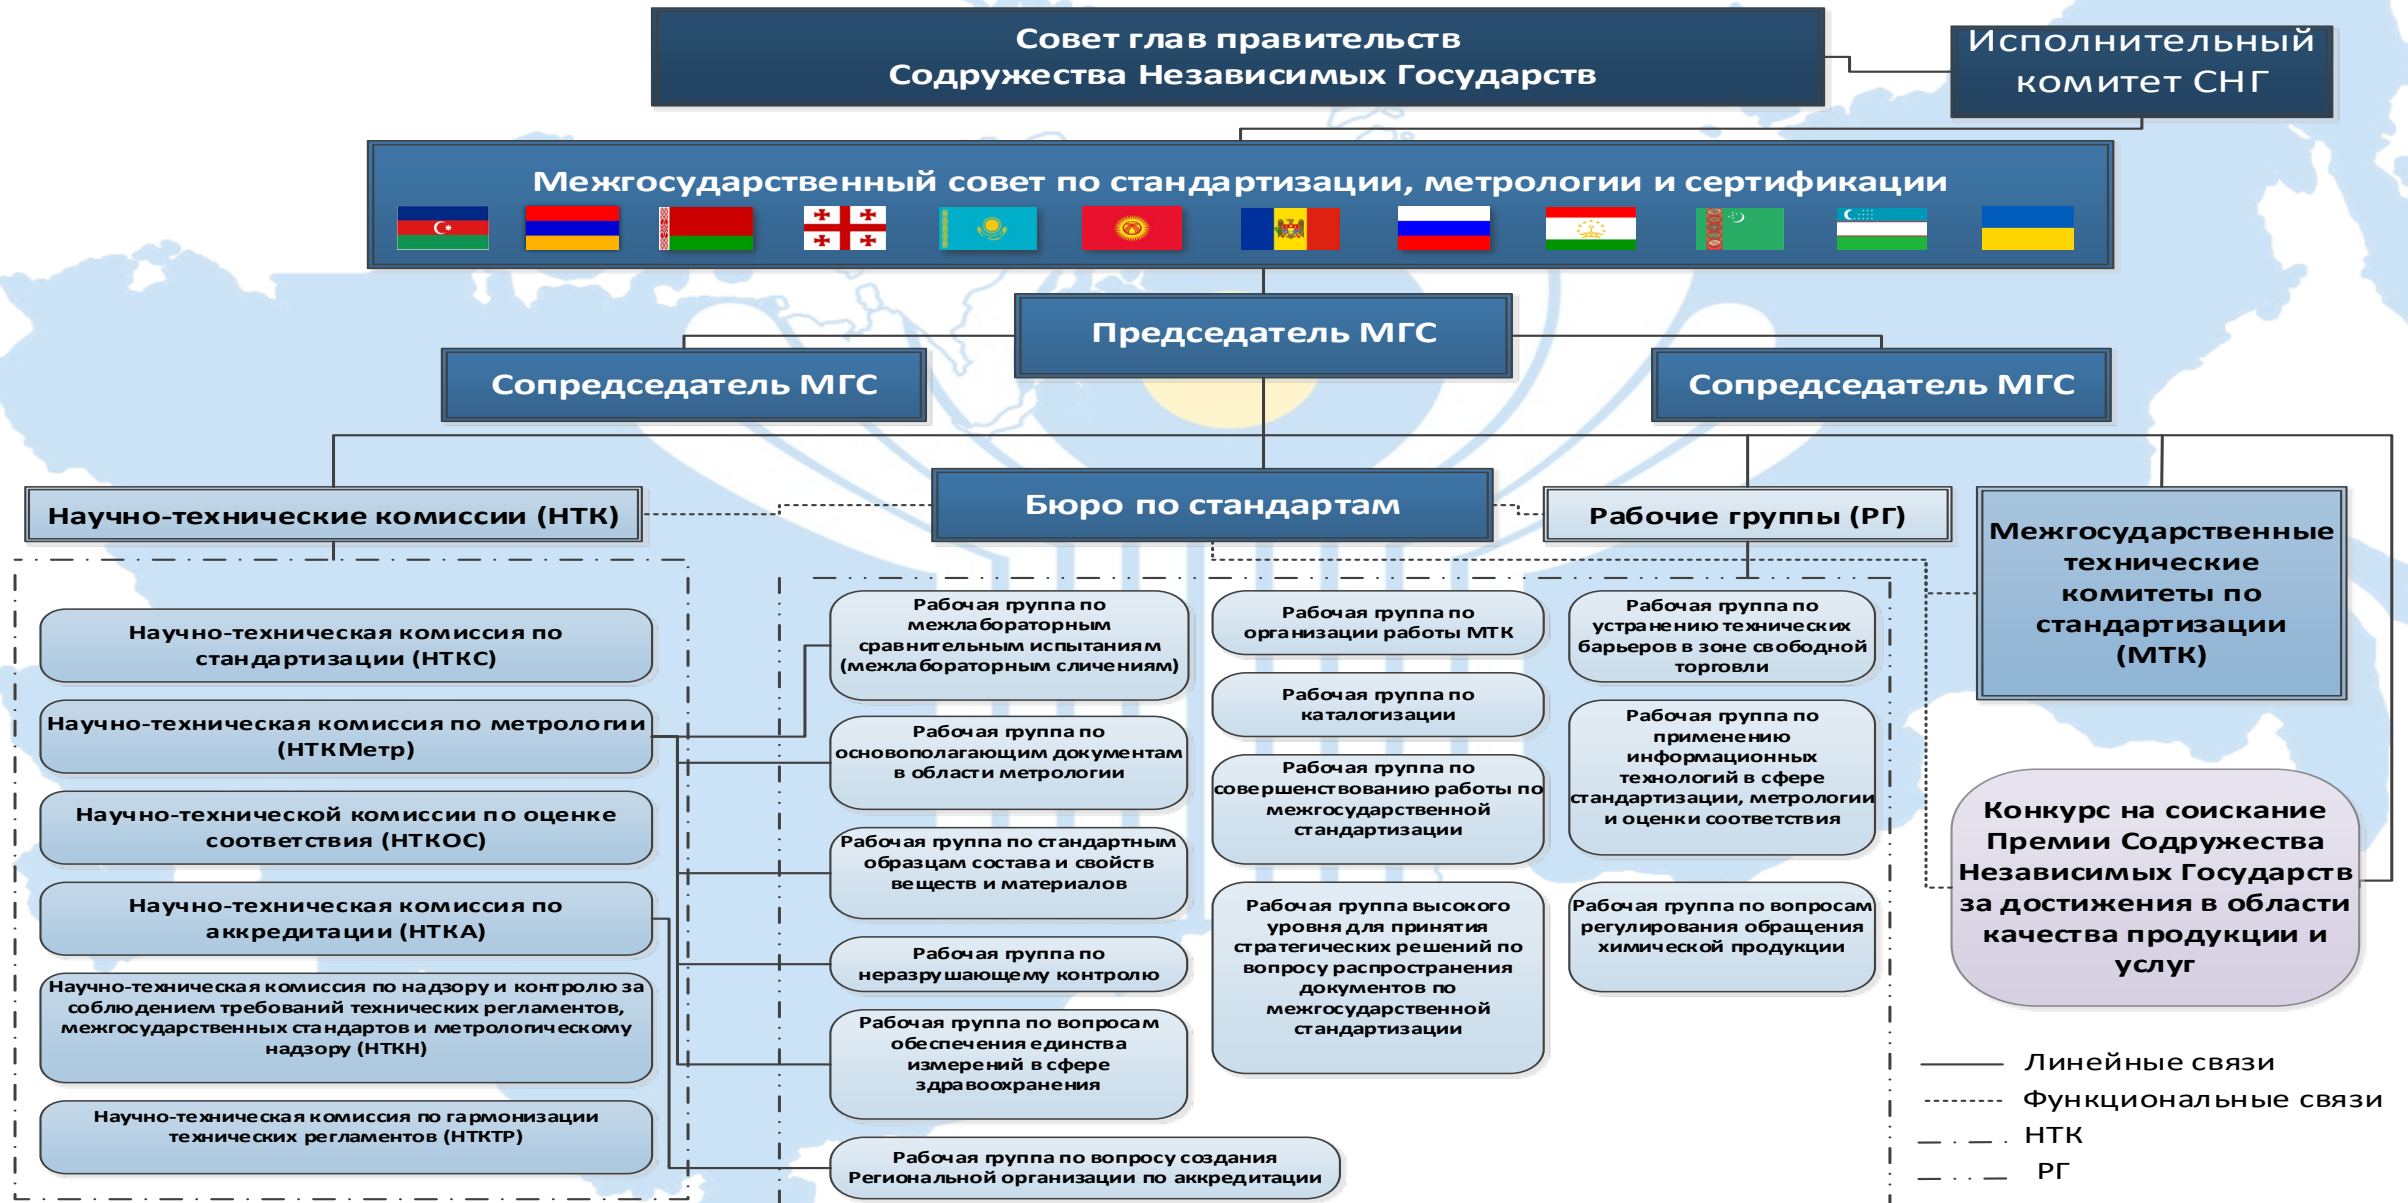 Совет глав правительств
Содружества Независимых Государств
Исполнительный
комитет СНГ
Межгосударственный совет по стандартизации, метрологии и сертификации
Председатель МГС
Сопредседатель МГС
Сопредседатель МГС
Научно-технические комиссии (НТК)
Бюро по стандартам
Рабочие группы (РГ)
Межгосударственные
технические
комитеты по
стандартизации
(МТК)
Научно-техническая комиссия по
стандартизации (НТКС)
Научно-техническая комиссия по метрологии
(НТКМетр)
Научно-технической комиссии по оценке
соответствия (НТКОС)
Научно-техническая комиссия по
аккредитации (НТКА)
Научно-техническая комиссия по надзору и контролю за
соблюдением требований технических регламентов,
межгосударственных стандартов и метрологическому
надзору (НТКН)
Научно-техническая комиссия по гармонизации
технических регламентов (НТКТР)
Рабочая группа по
межлабораторным
сравнительным испытаниям
(межлабораторным сличениям)
Рабочая группа по
основополагающим документам
в области метрологии
Рабочая группа по стандартным
образцам состава и свойств
веществ и материалов
Рабочая группа по
неразрушающему контролю
Рабочая группа по вопросам
обеспечения единства
измерений в сфере
здравоохранения
Рабочая группа по вопросу создания
Региональной организации по аккредитации
Рабочая группа по
организации работы МТК
Рабочая группа по
каталогизации
Рабочая группа по
совершенствованию работы по
межгосударственной
стандартизации
Рабочая группа высокого
уровня для принятия
стратегических решений по
вопросу распространения
документов по
межгосударственной
стандартизации
Рабочая группа по
устранению технических
барьеров в зоне свободной
торговли
Рабочая группа по
применению
информационных
технологий в сфере
стандартизации, метрологии
и оценки соответствия
Рабочая группа по вопросам
регулирования обращения
химической продукции
Конкурс на соискание
Премии Содружества
Независимых Государств
за достижения в области
качества продукции и
услуг
Линейные связи
Функциональные связи
НТК
РГ